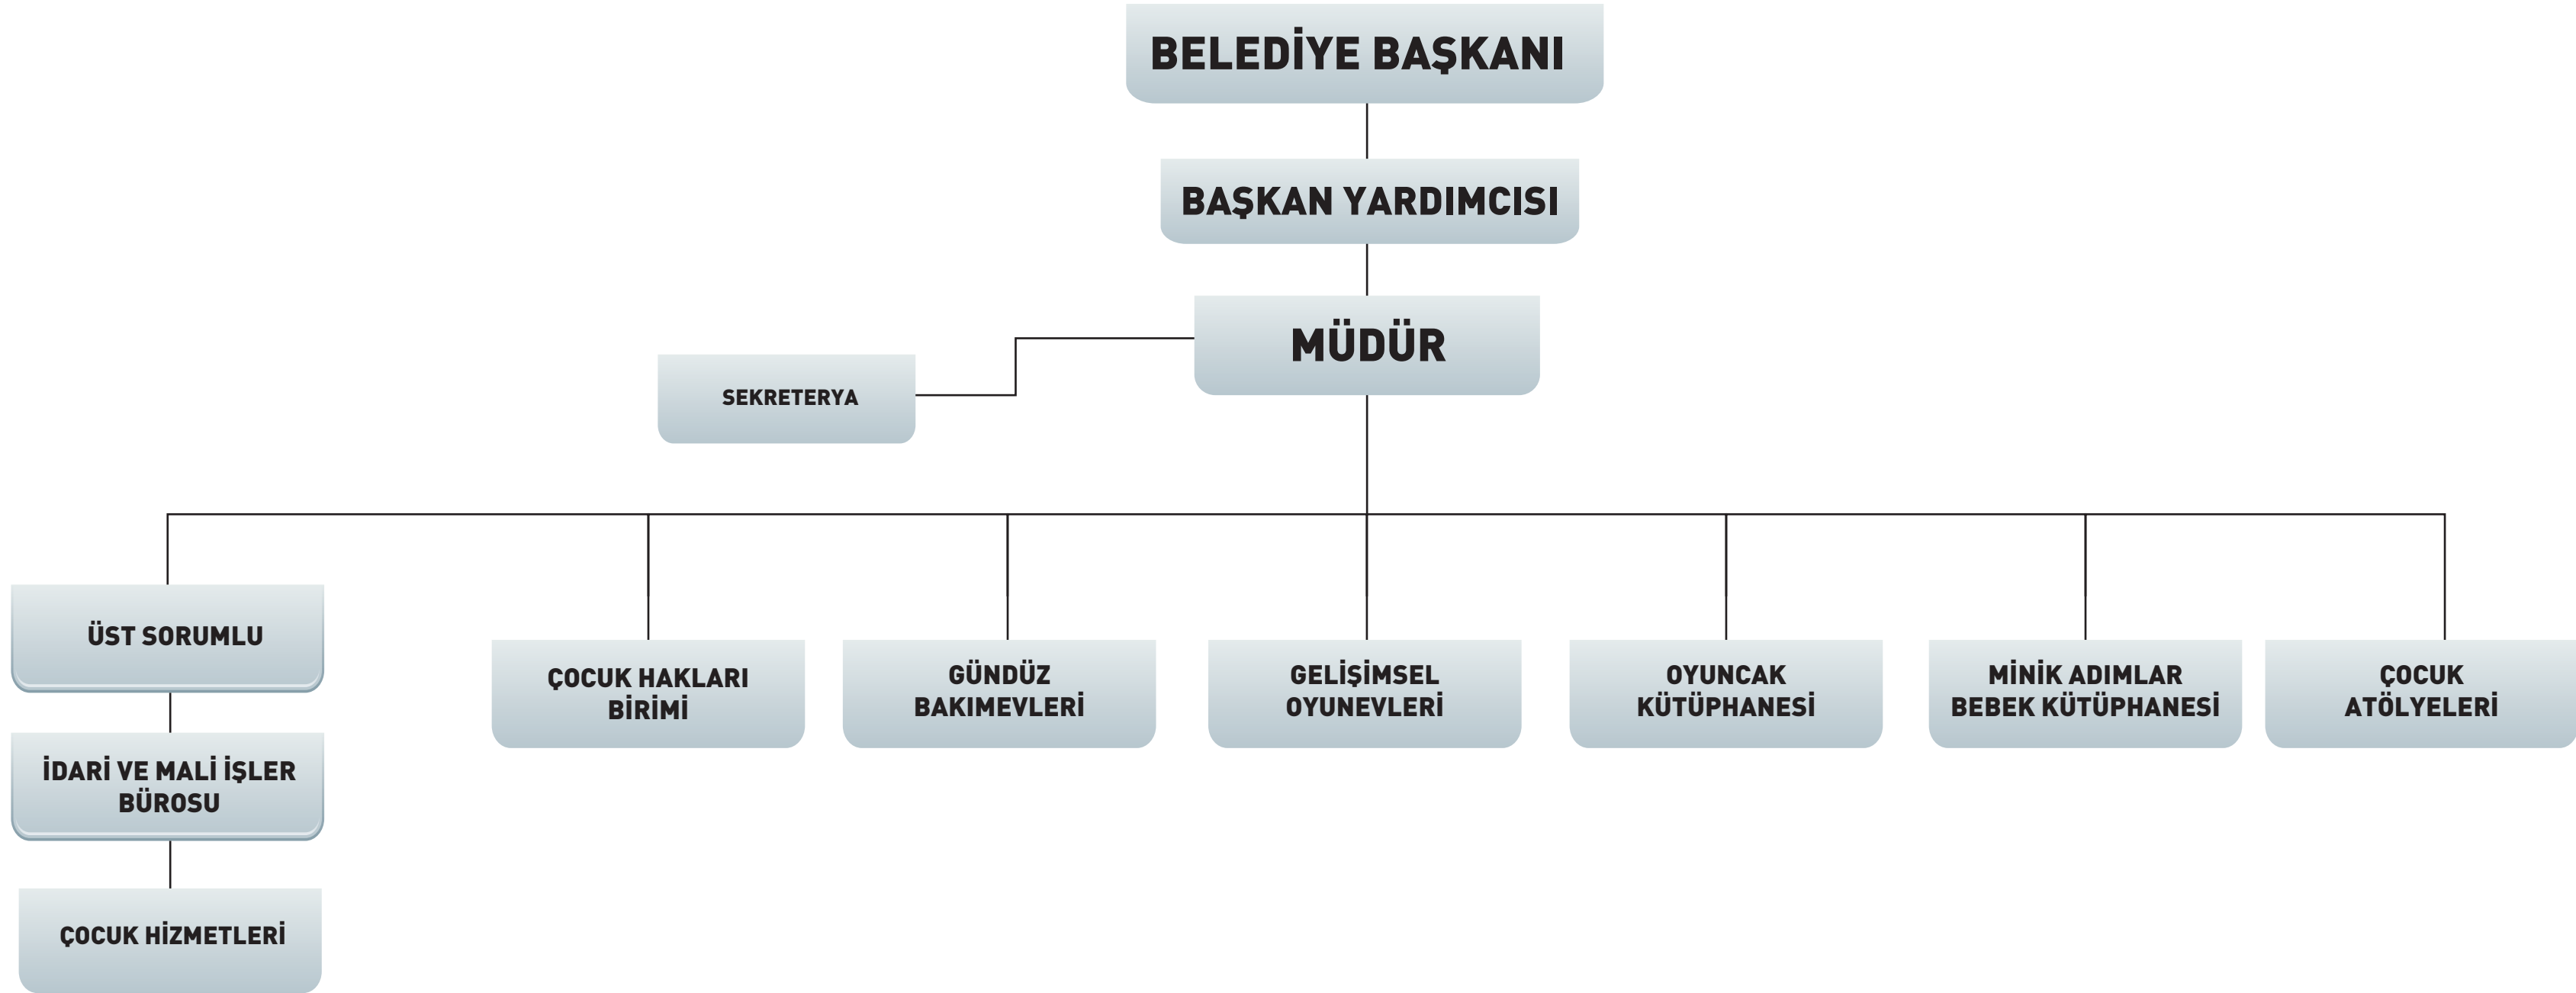 BELEDİYE BAŞKANI
BAŞKAN YARDIMCISI
MÜDÜR
SEKRETERYA
ÜST SORUMLU
ÇOCUK HAKLARI
BİRİMİ
GÜNDÜZ
BAKIMEVLERİ
GELİŞİMSEL
OYUNEVLERİ
OYUNCAK
KÜTÜPHANESİ
MİNİK ADIMLAR
BEBEK KÜTÜPHANESİ
ÇOCUK
ATÖLYELERİ
İDARİ VE MALİ İŞLER
BÜROSU
ÇOCUK HİZMETLERİ